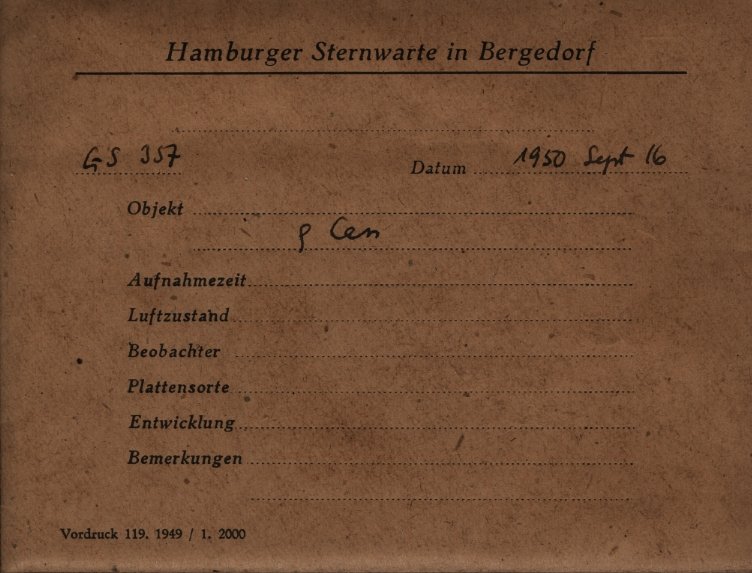 Hamburger Sternwarte in Bergedorf
GS 357 Datum 1950 Sept 16
Objekt
ρ Cas
Aufnahmezeit
Luftzustand
Beobachter
Plattensorte
Entwicklung
Bemerkungen
Vordruck 119. 1949 / 1. 2000